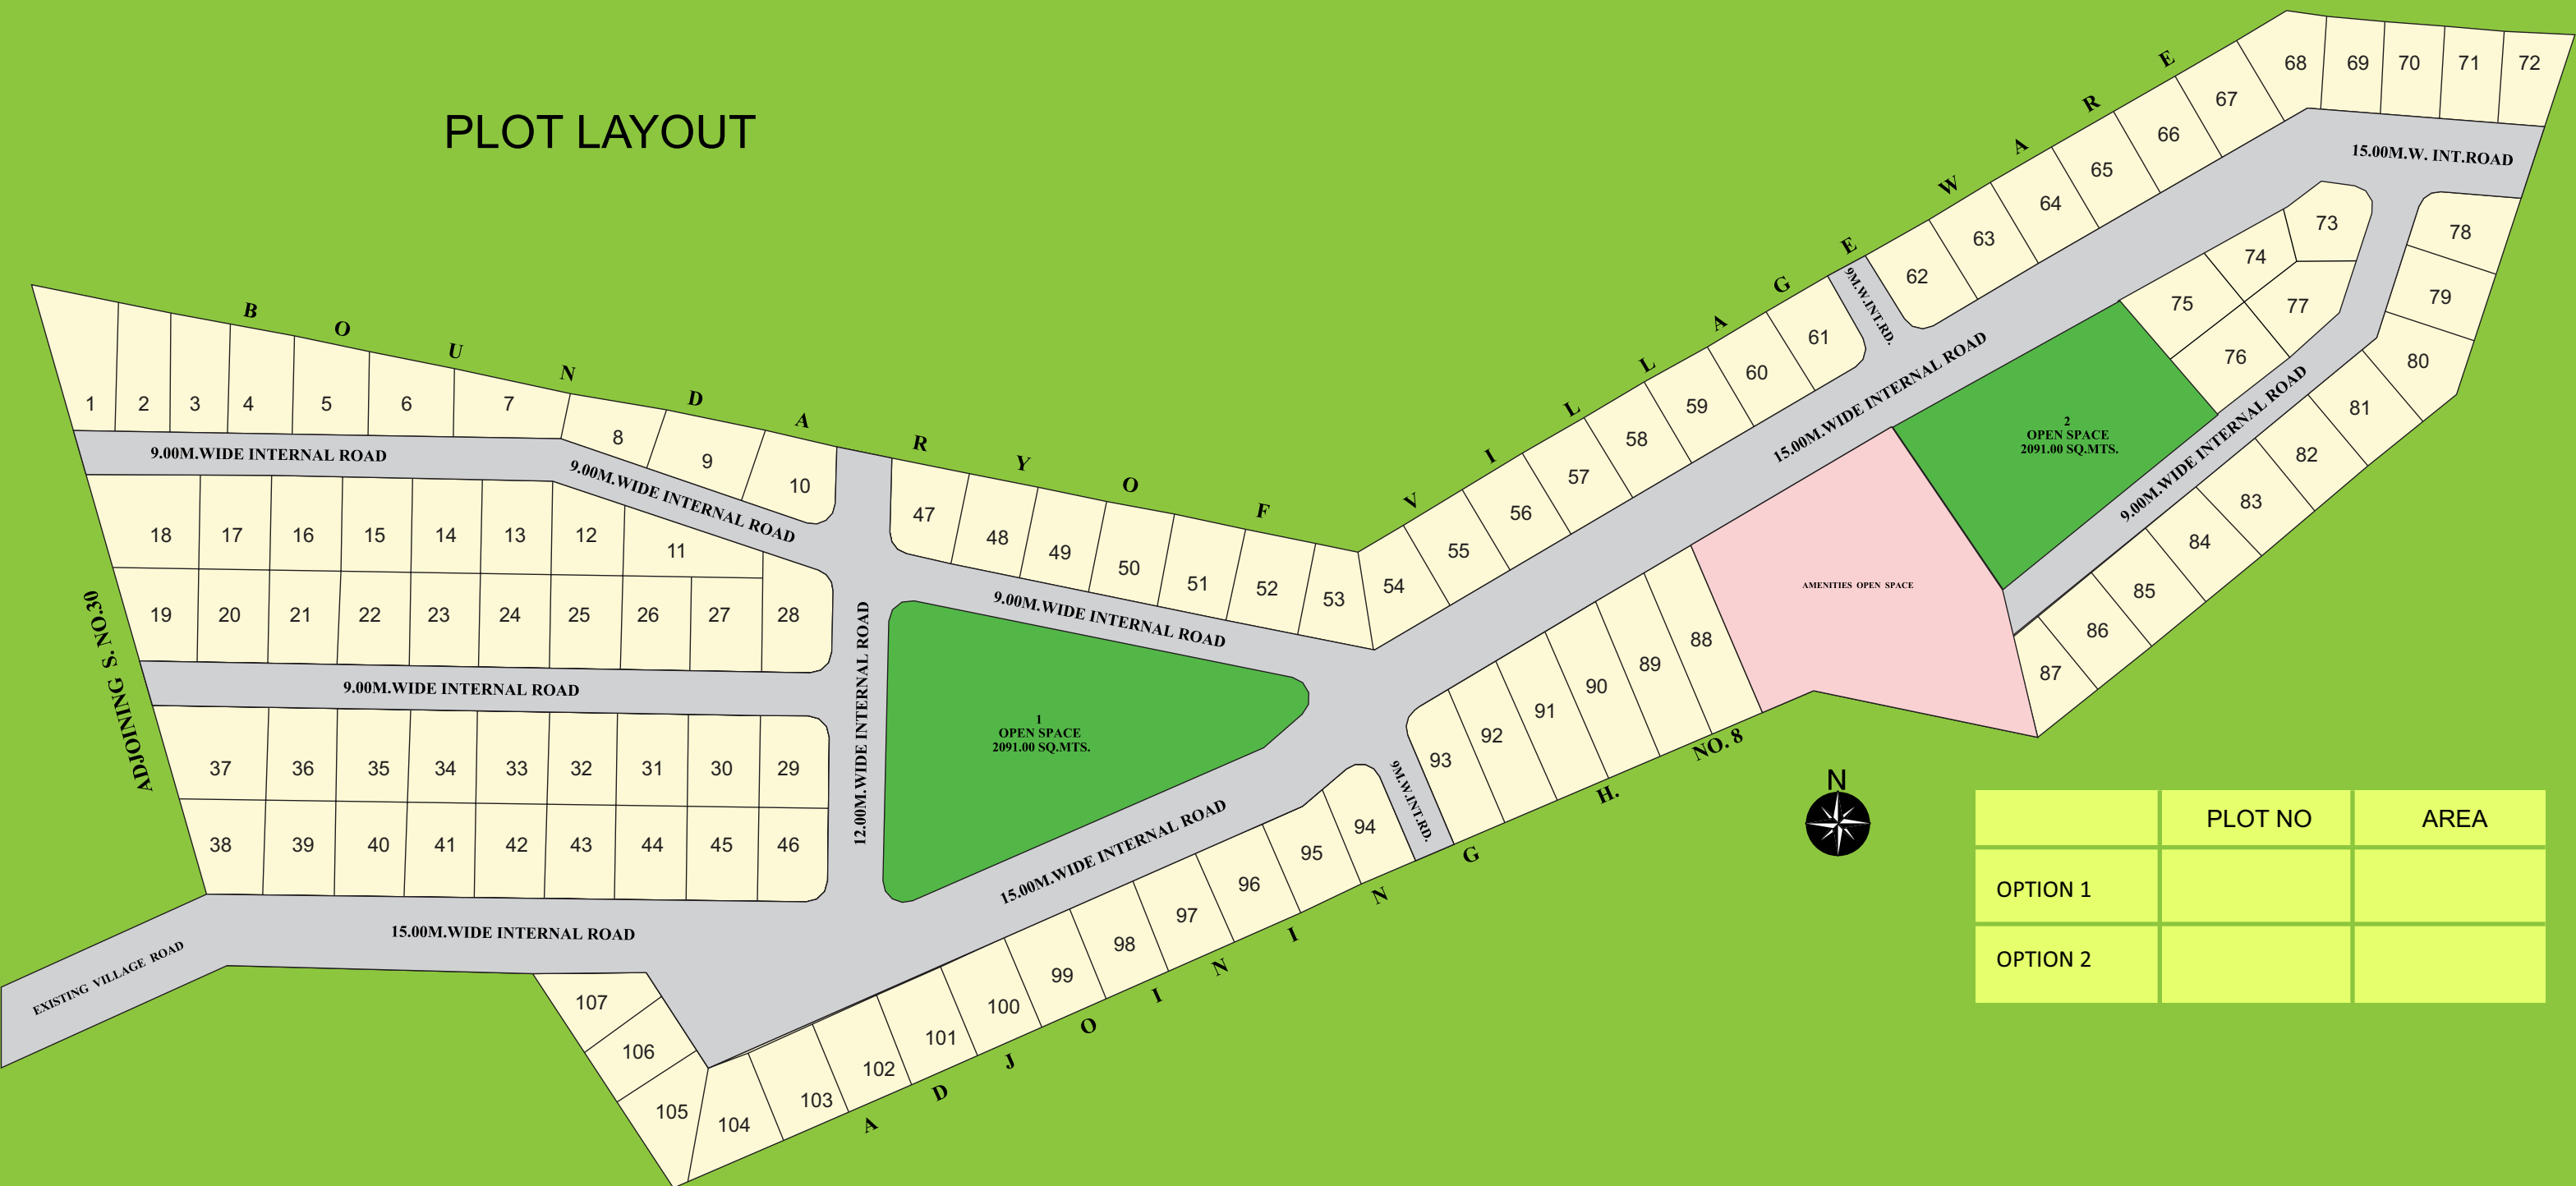 PLOT LAYOUT
BOUNDARY OF VILLAGE EWARE
68 69 70 71 72
67
66
65
64
63
62
15.00M.W. INT.ROAD
73
74
75
76
77
78
79
80
81
82
83
84
85
86
87
9M.W.INT.RD.
61
60
59
58
57
56
55
54
15.00M.WIDE INTERNAL ROAD
2
OPEN SPACE
2091.00 SQ.MTS.
9.00M.WIDE INTERNAL ROAD
AMENITIES OPEN SPACE
1 2 3 4 5 6 7
8 9 10
9.00M.WIDE INTERNAL ROAD
9.00M.WIDE INTERNAL ROAD
47 48 49 50 51 52 53
18 17 16 15 14 13 12 11
19 20 21 22 23 24 25 26 27 28
ADJOINING S. NO.30
9.00M.WIDE INTERNAL ROAD
9.00M.WIDE INTERNAL ROAD
12.00M.WIDE INTERNAL ROAD
1
OPEN SPACE
2091.00 SQ.MTS.
37 36 35 34 33 32 31 30 29
38 39 40 41 42 43 44 45 46
88
89
90
91
92
93
9M.W.INT.RD.
15.00M.WIDE INTERNAL ROAD
94
95
96
97
98
99
100
101
102
103
104
105
106
107
15.00M.WIDE INTERNAL ROAD
EXISTING VILLAGE ROAD
ADJOINING H. NO. 8
N
PLOT NO AREA
OPTION 1
OPTION 2